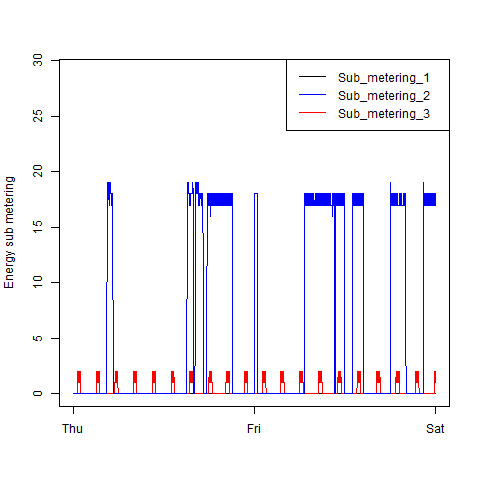 Energy sub metering
30
25
20
15
10
5
0
Thu
Fri
Sat
Sub_metering_1
Sub_metering_2
Sub_metering_3